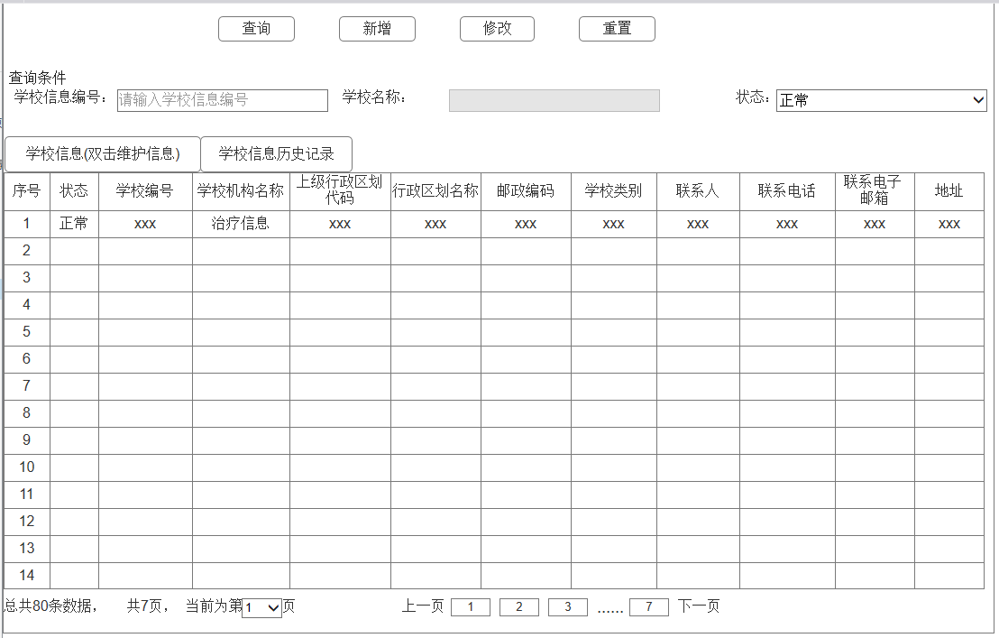 查询 新增 修改 重置
查询条件
学校信息编号： 请输入学校信息编号 学校名称： 状态： 正常
学校信息(双击维护信息) 学校信息历史记录
序号 状态 学校编号 学校机构名称 上级行政区划代码 行政区划名称 邮政编码 学校类别 联系人 联系电话 联系电子邮箱 地址
1 正常 xxx 治疗信息 xxx xxx xxx xxx xxx xxx xxx xxx
2
3
4
5
6
7
8
9
10
11
12
13
14
总共80条数据， 共7页， 当前为第 1 页 上一页 1 2 3 ...... 7 下一页